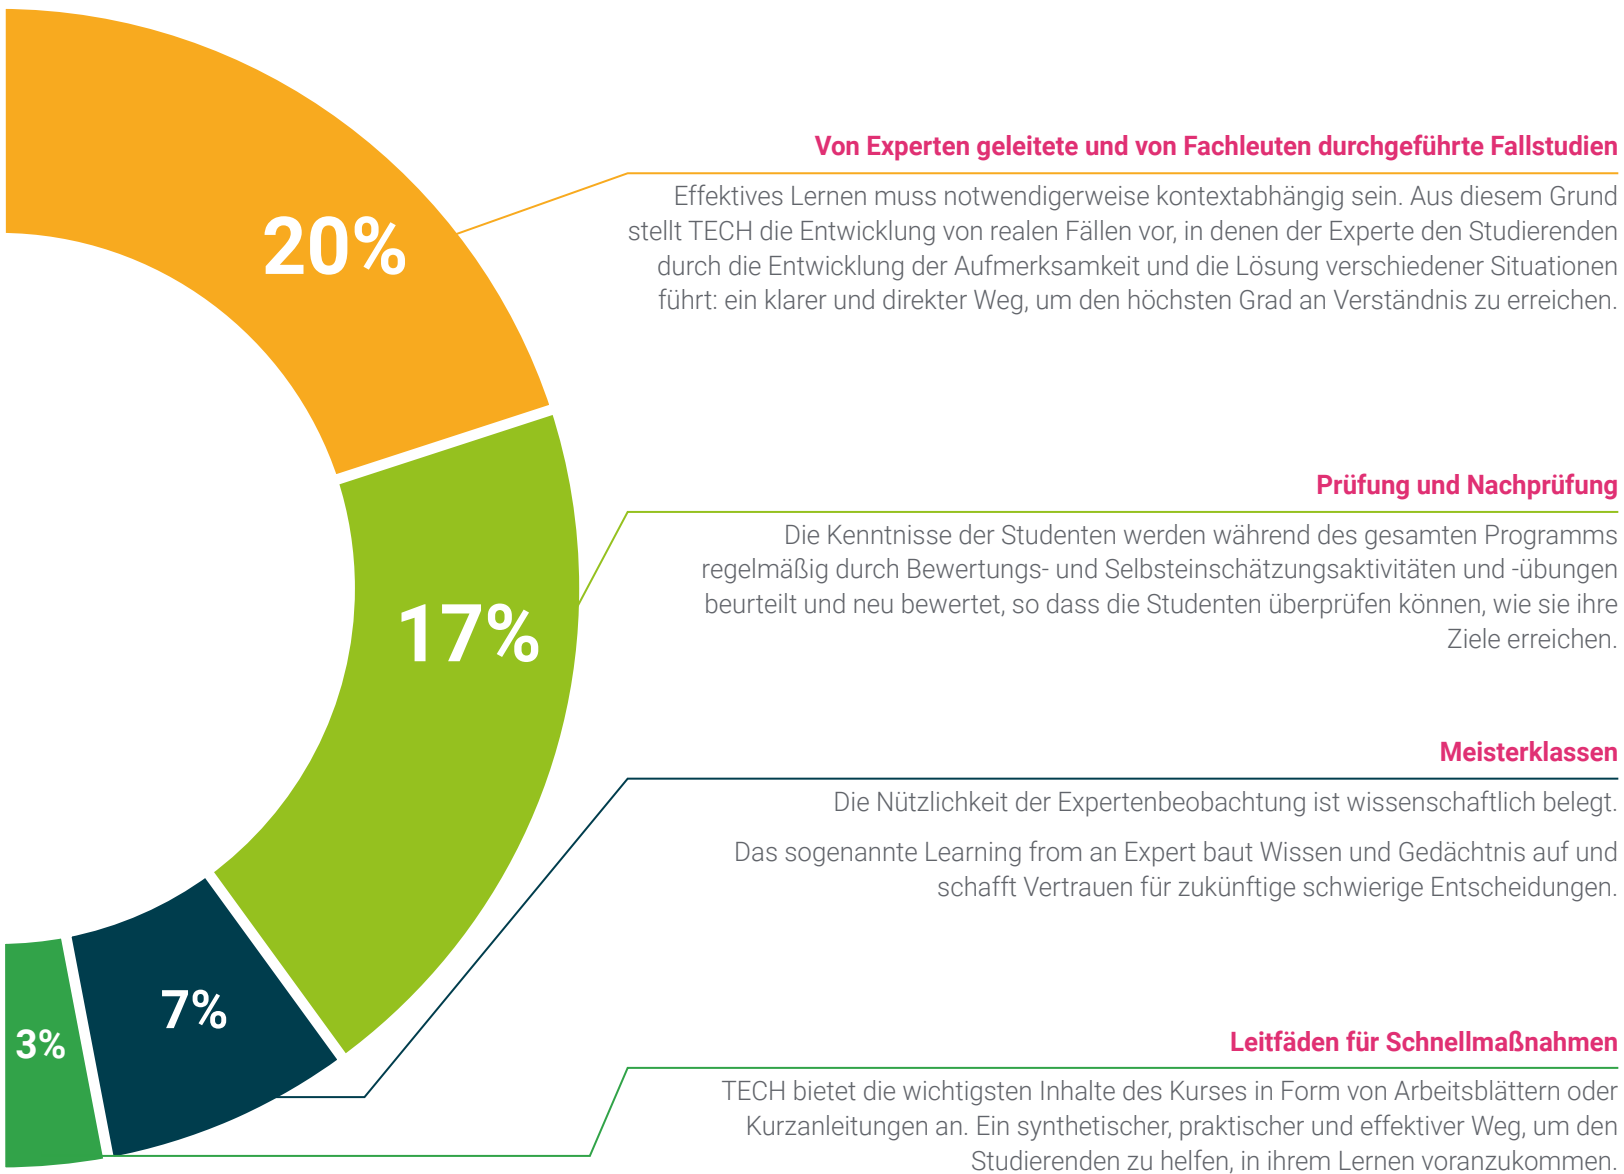 20%
17%
7%
3%
Von Experten geleitete und von Fachleuten durchgeführte Fallstudien
Effektives Lernen muss notwendigerweise kontextabhängig sein. Aus diesem Grund
stellt TECH die Entwicklung von realen Fällen vor, in denen der Experte den Studierenden
durch die Entwicklung der Aufmerksamkeit und die Lösung verschiedener Situationen
führt: ein klarer und direkter Weg, um den höchsten Grad an Verständnis zu erreichen.
Prüfung und Nachprüfung
Die Kenntnisse der Studenten werden während des gesamten Programms
regelmäßig durch Bewertungs- und Selbsteinschätzungsaktivitäten und -übungen
beurteilt und neu bewertet, so dass die Studenten überprüfen können, wie sie ihre
Ziele erreichen.
Meisterklassen
Die Nützlichkeit der Expertenbeobachtung ist wissenschaftlich belegt.
Das sogenannte Learning from an Expert baut Wissen und Gedächtnis auf und
schafft Vertrauen für zukünftige schwierige Entscheidungen.
Leitfäden für Schnellmaßnahmen
TECH bietet die wichtigsten Inhalte des Kurses in Form von Arbeitsblättern oder
Kurzanleitungen an. Ein synthetischer, praktischer und effektiver Weg, um den
Studierenden zu helfen, in ihrem Lernen voranzukommen.